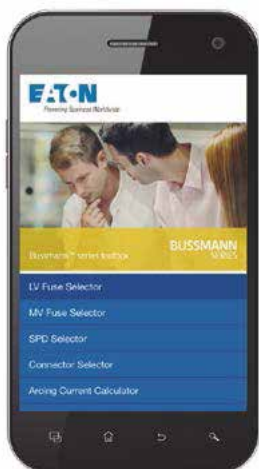 EATON
Powering Business Worldwide
BUSSMANN
SERIES
Bussmann™ series toolbox
LV Fuse Selector
MV Fuse Selector
SPD Selector
Connector Selector
Arcing Current Calculator